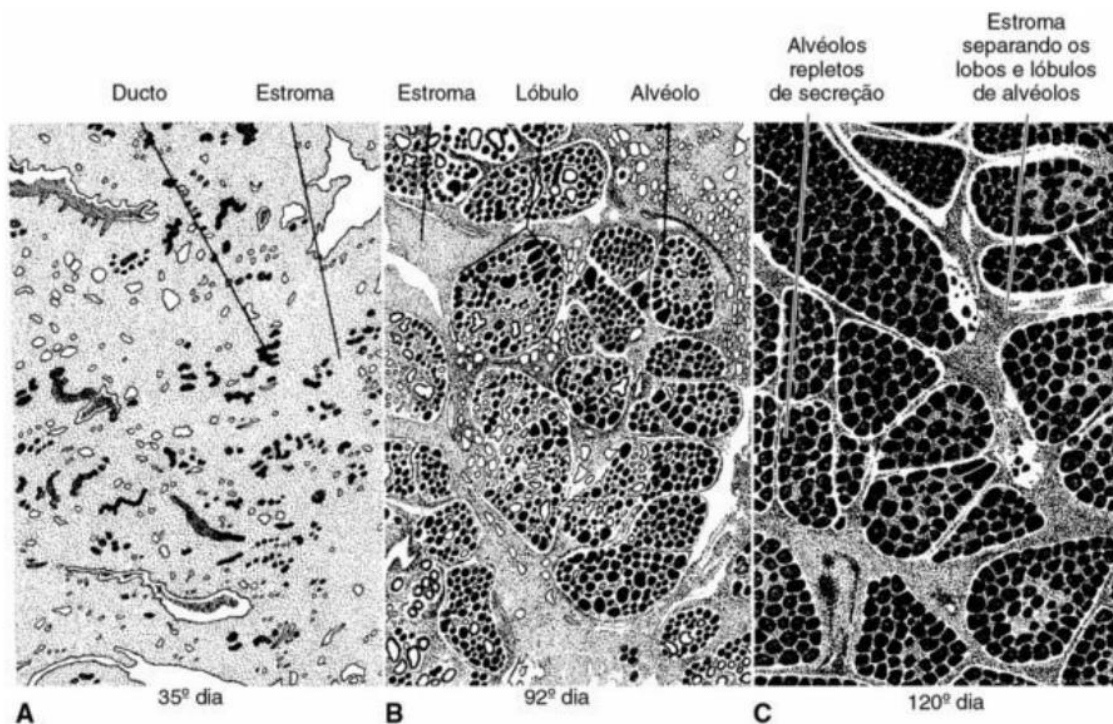 Ducto
Estroma
Estroma
Lóbulo
Alvéolo
Alvéolos
repletos
de secreção
Estroma
separando os
lobos e lóbulos
de alvéolos
A
35º dia
B
92º dia
C
120º dia